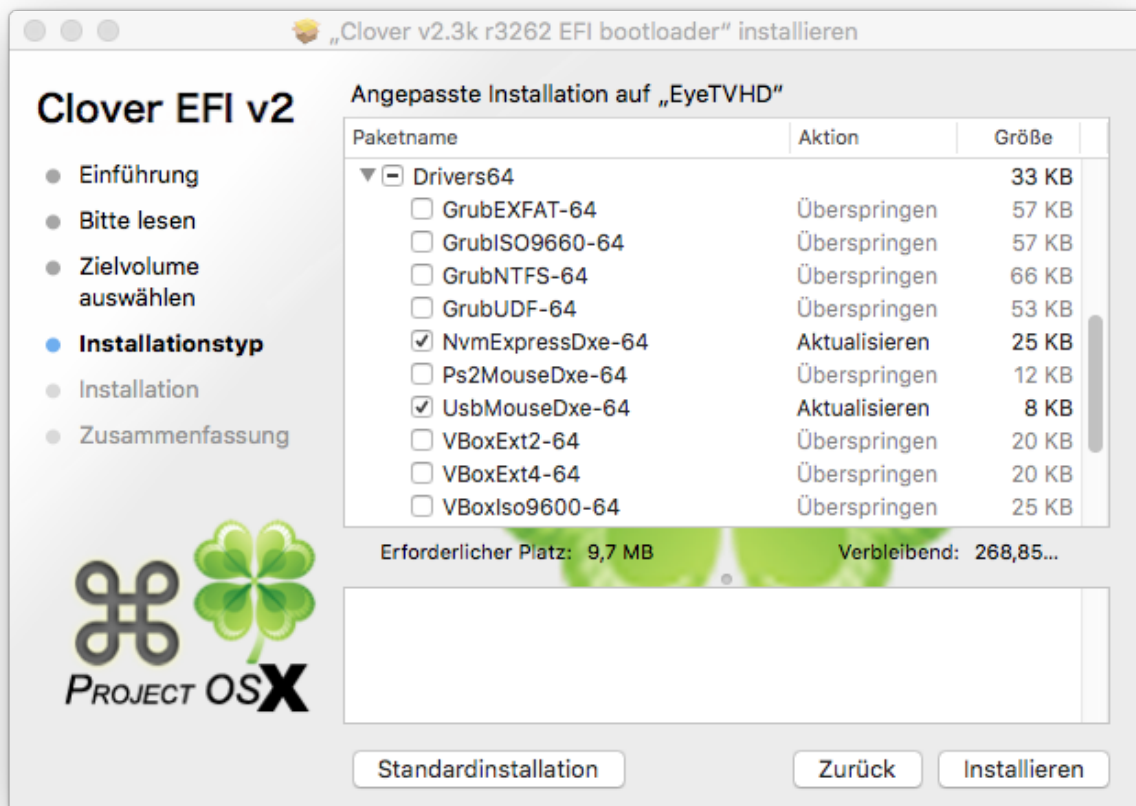 „Clover v2.3k r3262 EFI bootloader“ installieren
Clover EFI v2
Einführung
Bitte lesen
Zielvolume
auswählen
Installationstyp
Installation
Zusammenfassung
PROJECT OSX
Angepasste Installation auf „EyeTVHD“
Paketname Aktion Größe
Drivers64 33 KB
GrubEXFAT-64 Überspringen 57 KB
GrubISO9660-64 Überspringen 57 KB
GrubNTFS-64 Überspringen 66 KB
GrubUDF-64 Überspringen 53 KB
NvmExpressDxe-64 Aktualisieren 25 KB
Ps2MouseDxe-64 Überspringen 12 KB
UsbMouseDxe-64 Aktualisieren 8 KB
VBoxExt2-64 Überspringen 20 KB
VBoxExt4-64 Überspringen 20 KB
VBoxIso9600-64 Überspringen 25 KB
Erforderlicher Platz: 9,7 MB Verbleibend: 268,85...
Standardinstallation Zurück Installieren